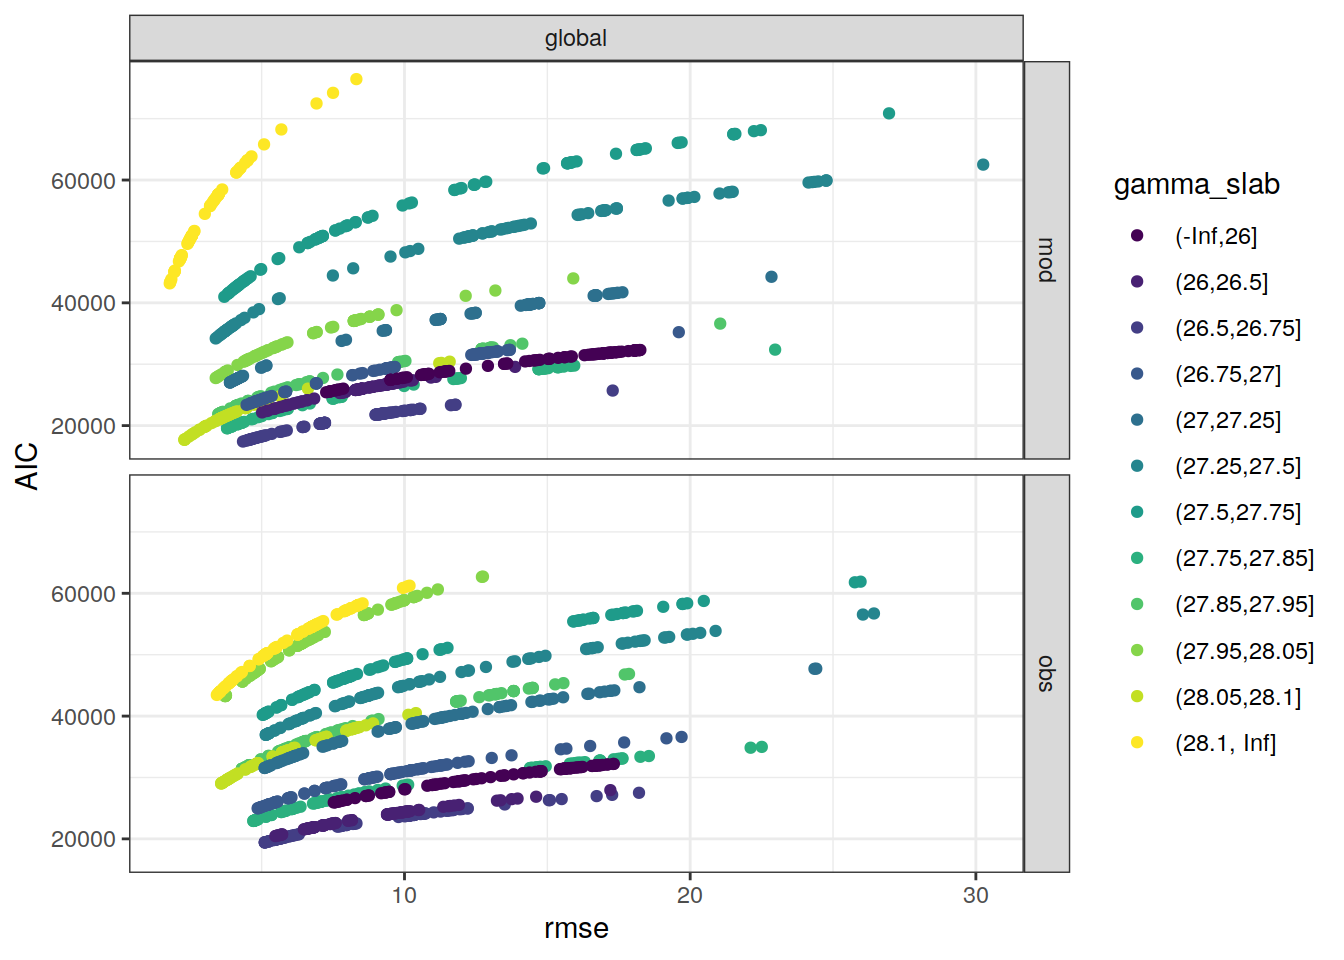 global
mod
60000
40000
20000
obs
60000
40000
20000
AIC
10
20
30
rmse
gamma_slab
(-Inf,26]
(26,26.5]
(26.5,26.75]
(26.75,27]
(27,27.25]
(27.25,27.5]
(27.5,27.75]
(27.75,27.85]
(27.85,27.95]
(27.95,28.05]
(28.05,28.1]
(28.1, Inf]